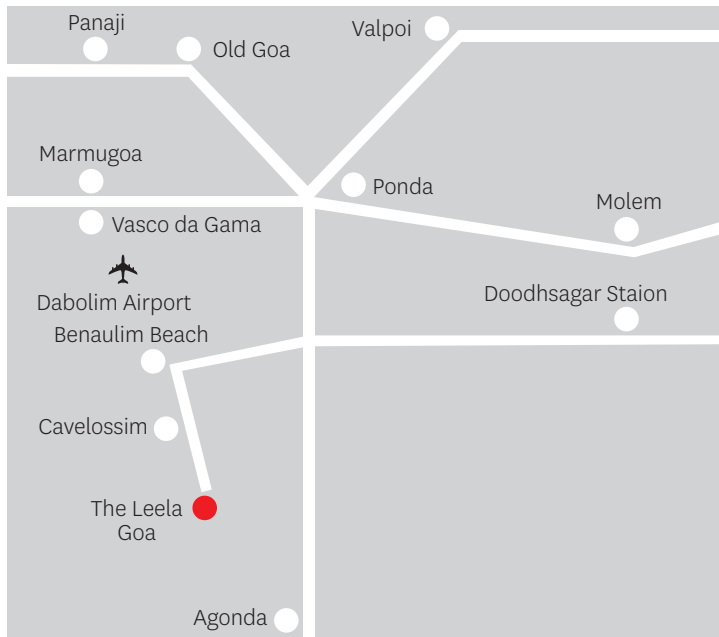 Panaji
Valpoi
Old Goa
Marmugoa
Ponda
Molem
Vasco da Gama
Dabolim Airport
Doodhsagar Staion
Benaulim Beach
Cavelossim
The Leela
Goa
Agonda